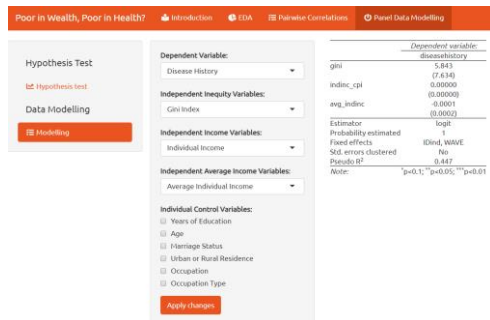 Poor in Wealth, Poor in Health?
Introduction
EDA
Pairwise Correlations
Panel Data Modelling
Hypothesis Test
Hypothesis test
Data Modelling
Modelling
Dependent Variable:
Disease History
Independent Inequity Variables:
Gini Index
Independent Income Variables:
Individual Income
Independent Average Income Variables:
Average Individual Income
Individual Control Variables:
Years of Education
Age
Marriage Status
Urban or Rural Residence
Occupation
Occupation Type
Apply changes
Dependent variable:
diseasehistory
gini 5.843
(7.634)
indinc_cpi 0.00000
(0.00000)
avg_indinc -0.0001
(0.0002)
Estimator logit
Probability estimated 1
Fixed effects IDind, WAVE
Std. errors clustered No
Pseudo R² 0.447
Note: *p<0.1; **p<0.05; ***p<0.01